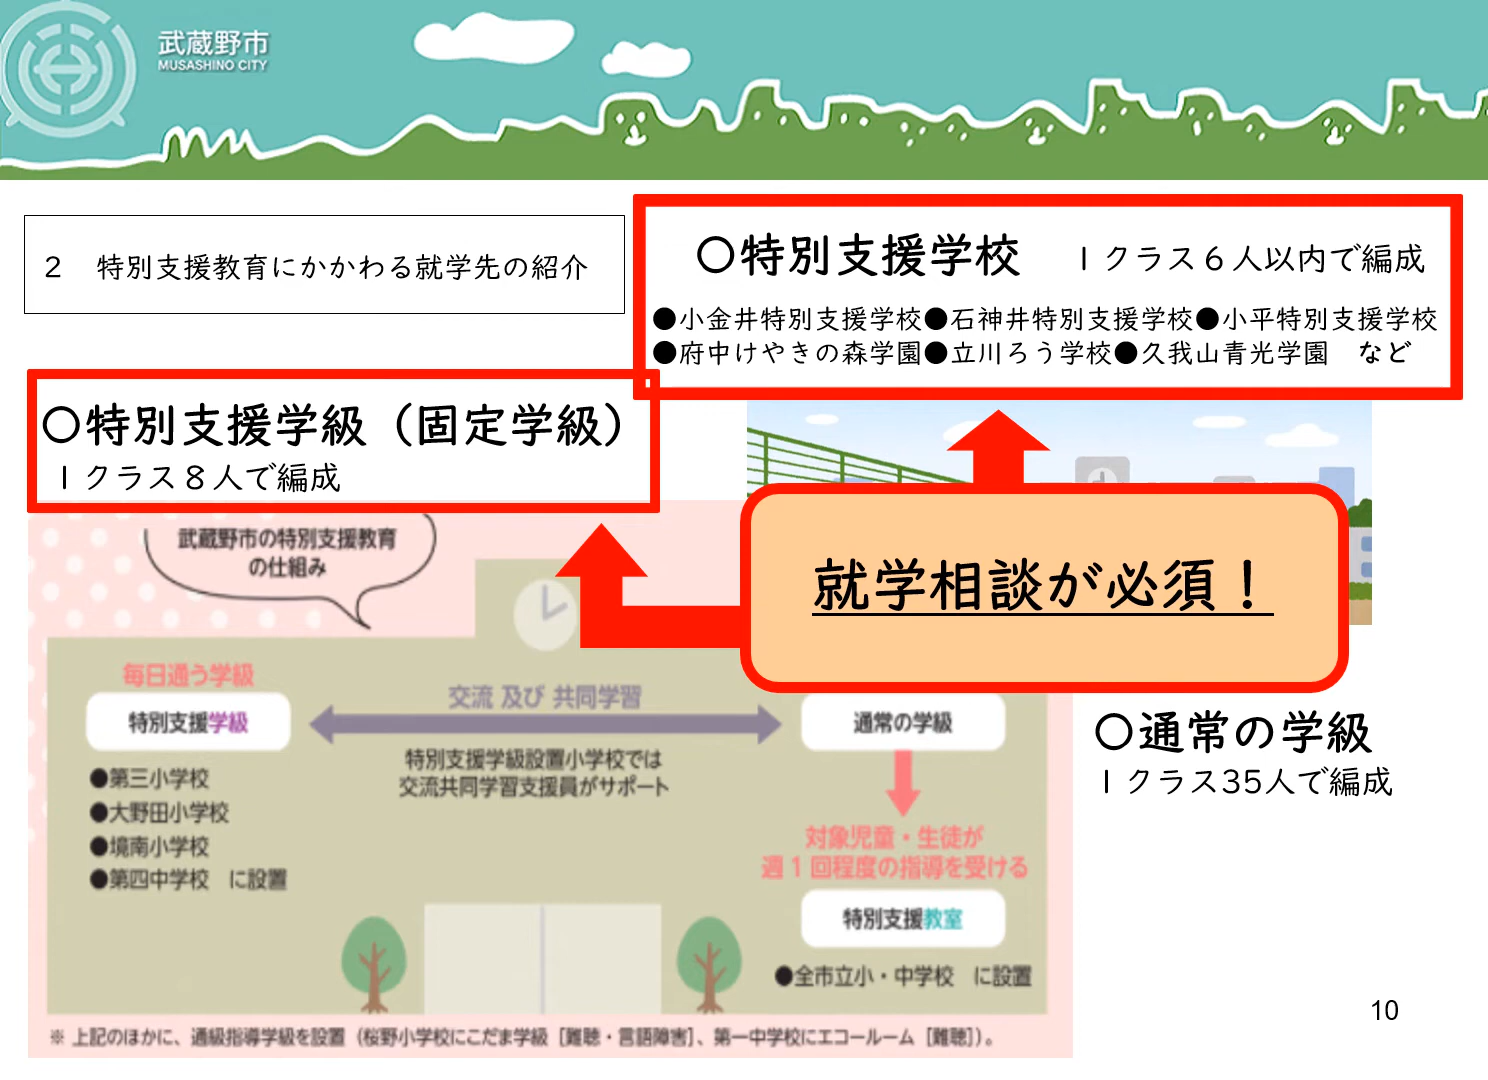 武蔵野市
MUSASHINO CITY
2　特別支援教育にかかわる就学先の紹介
〇特別支援学校　1クラス6人以内で編成
●小金井特別支援学校●石神井特別支援学校●小平特別支援学校
●府中けやきの森学園●立川ろう学校●久我山青光学園　など
〇特別支援学級（固定学級）
1クラス8人で編成
就学相談が必須！
武蔵野市の特別支援教育
の仕組み
毎日通う学級
特別支援学級
●第三小学校
●大野田小学校
●境南小学校
●第四中学校　に設置
交流 及び 共同学習
特別支援学級設置小学校では
交流共同学習支援員がサポート
通常の学級
対象児童・生徒が
週1回程度の指導を受ける
特別支援教室
●全市立小・中学校　に設置
〇通常の学級
1クラス35人で編成
※ 上記のほかに、通級指導学級を設置（桜野小学校にこだま学級［難聴・言語障害］、第一中学校にエコールーム［難聴］）。
10